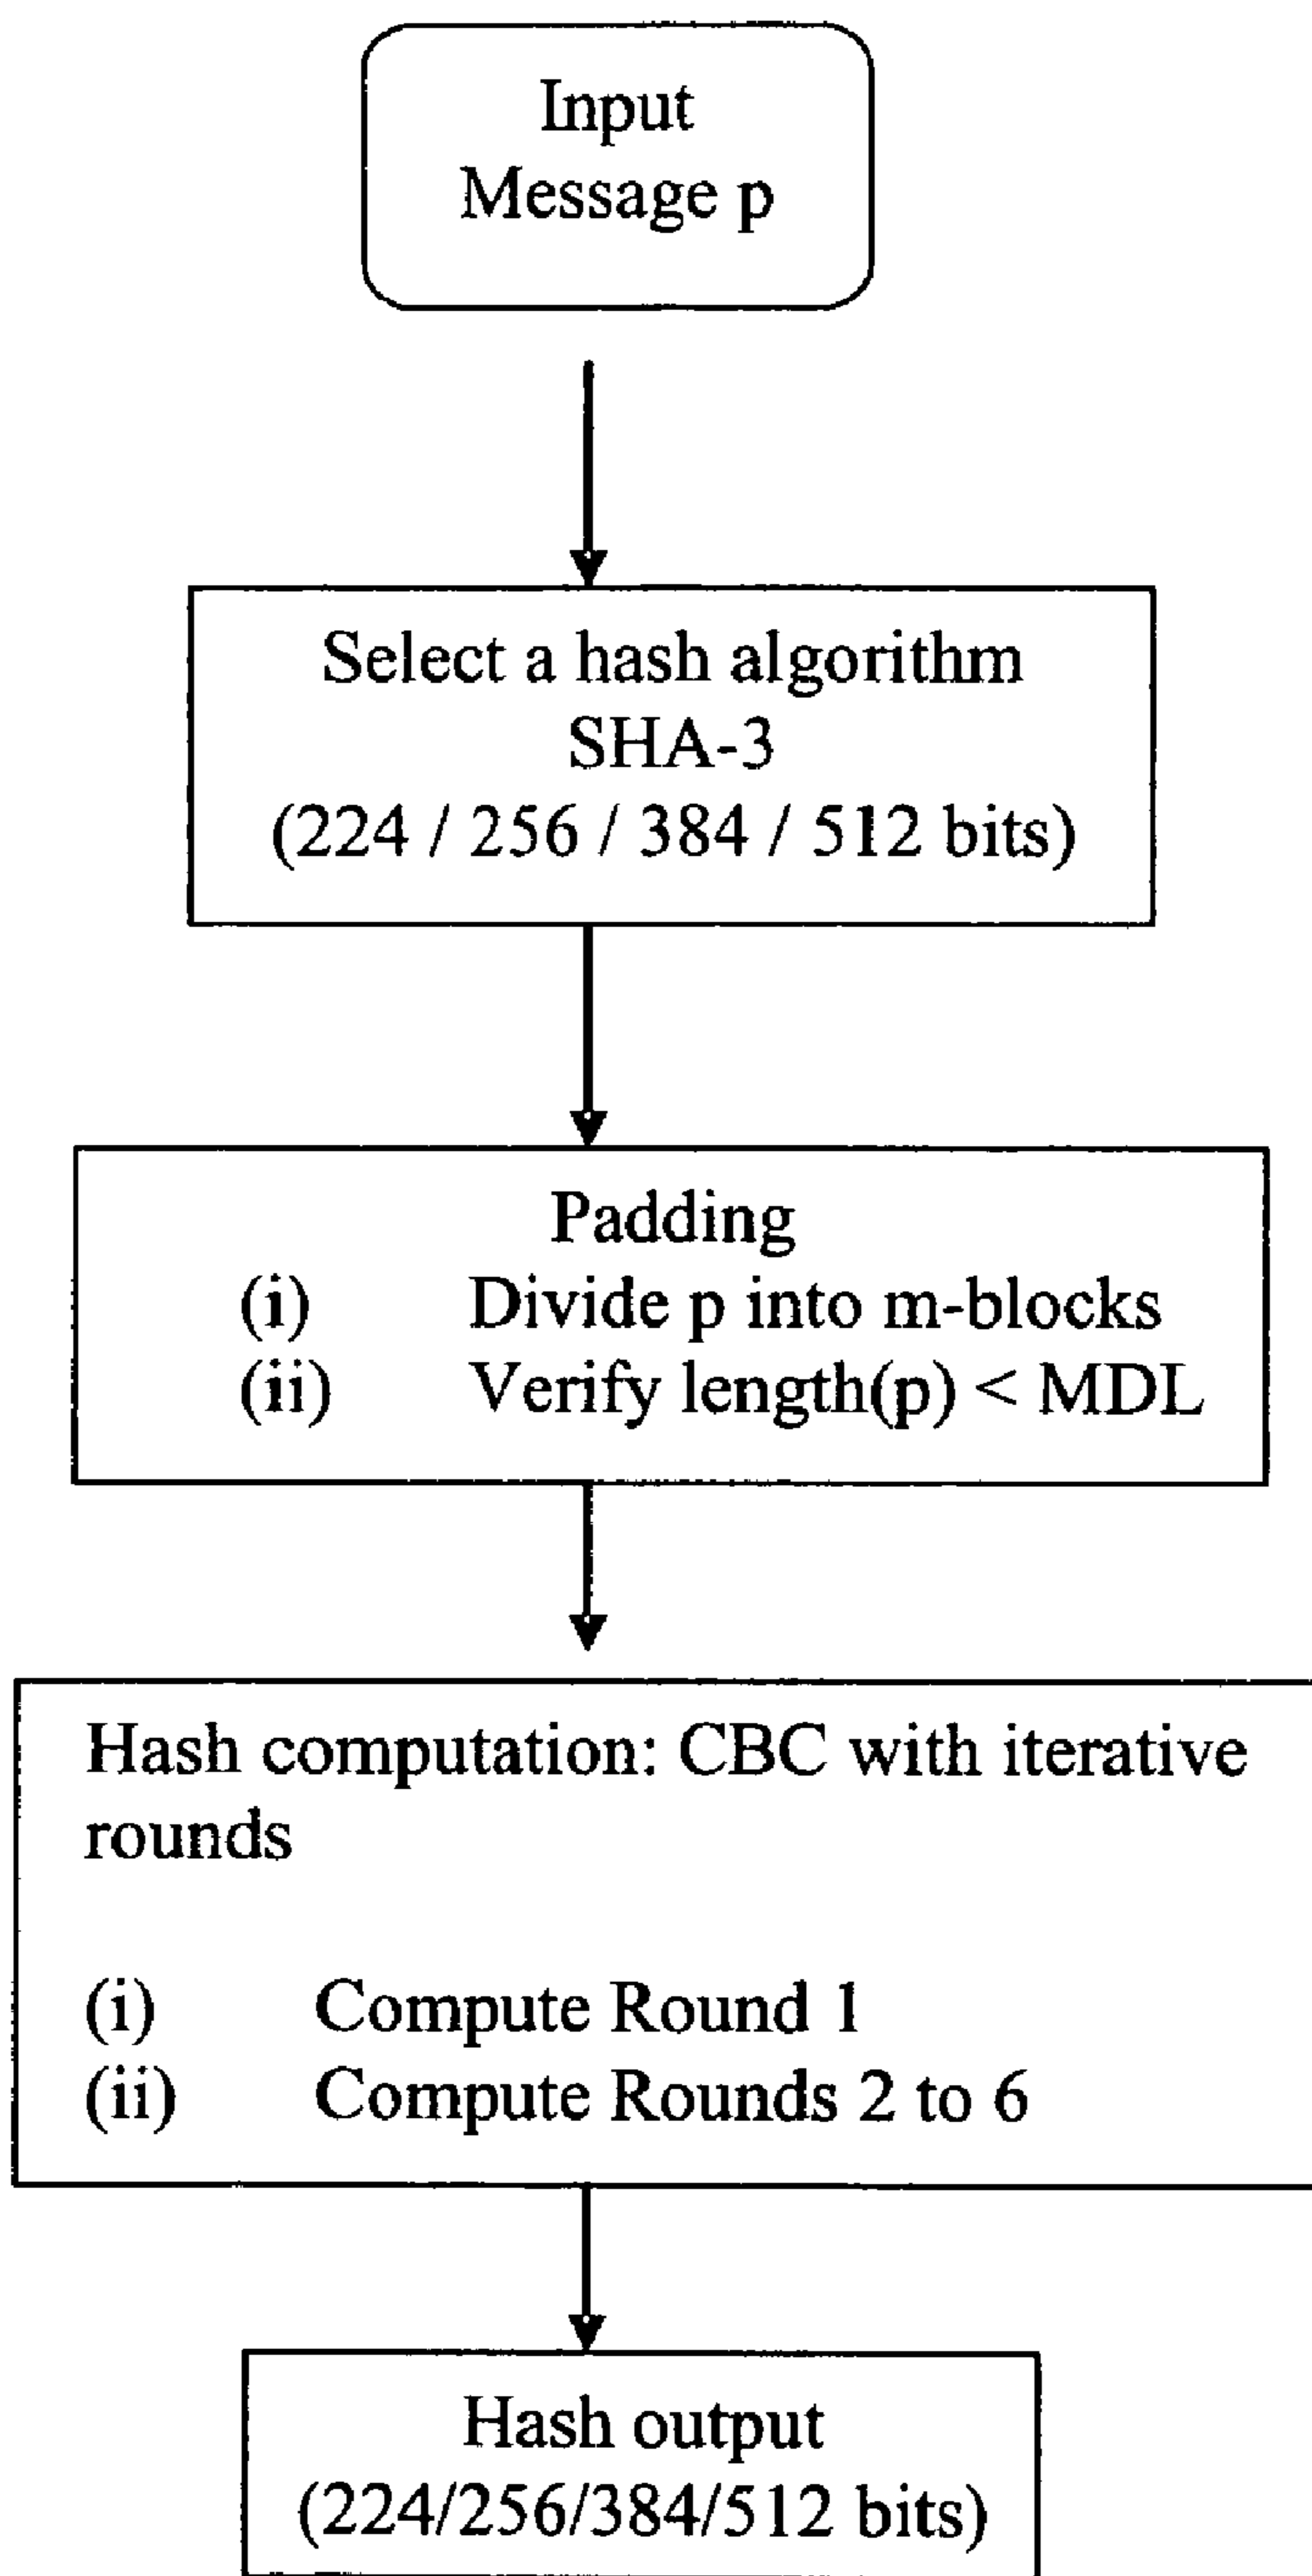 Input
Message p
Select a hash algorithm
SHA-3
(224 / 256 / 384 / 512 bits)
Padding
(i) Divide p into m-blocks
(ii) Verify length(p) < MDL
Hash computation: CBC with iterative
rounds
(i) Compute Round 1
(ii) Compute Rounds 2 to 6
Hash output
(224/256/384/512 bits)